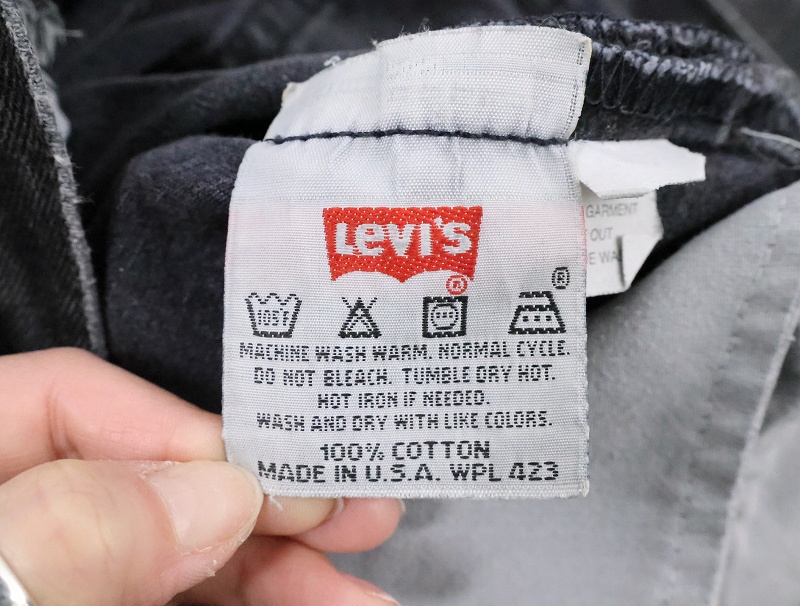 Levi's
®
®
100F
MACHINE WASH WARM. NORMAL CYCLE.
DO NOT BLEACH. TUMBLE DRY HOT.
HOT IRON IF NEEDED.
WASH AND DRY WITH LIKE COLORS.
100% COTTON
MADE IN U.S.A. WPL 423
GARMENT
OUT